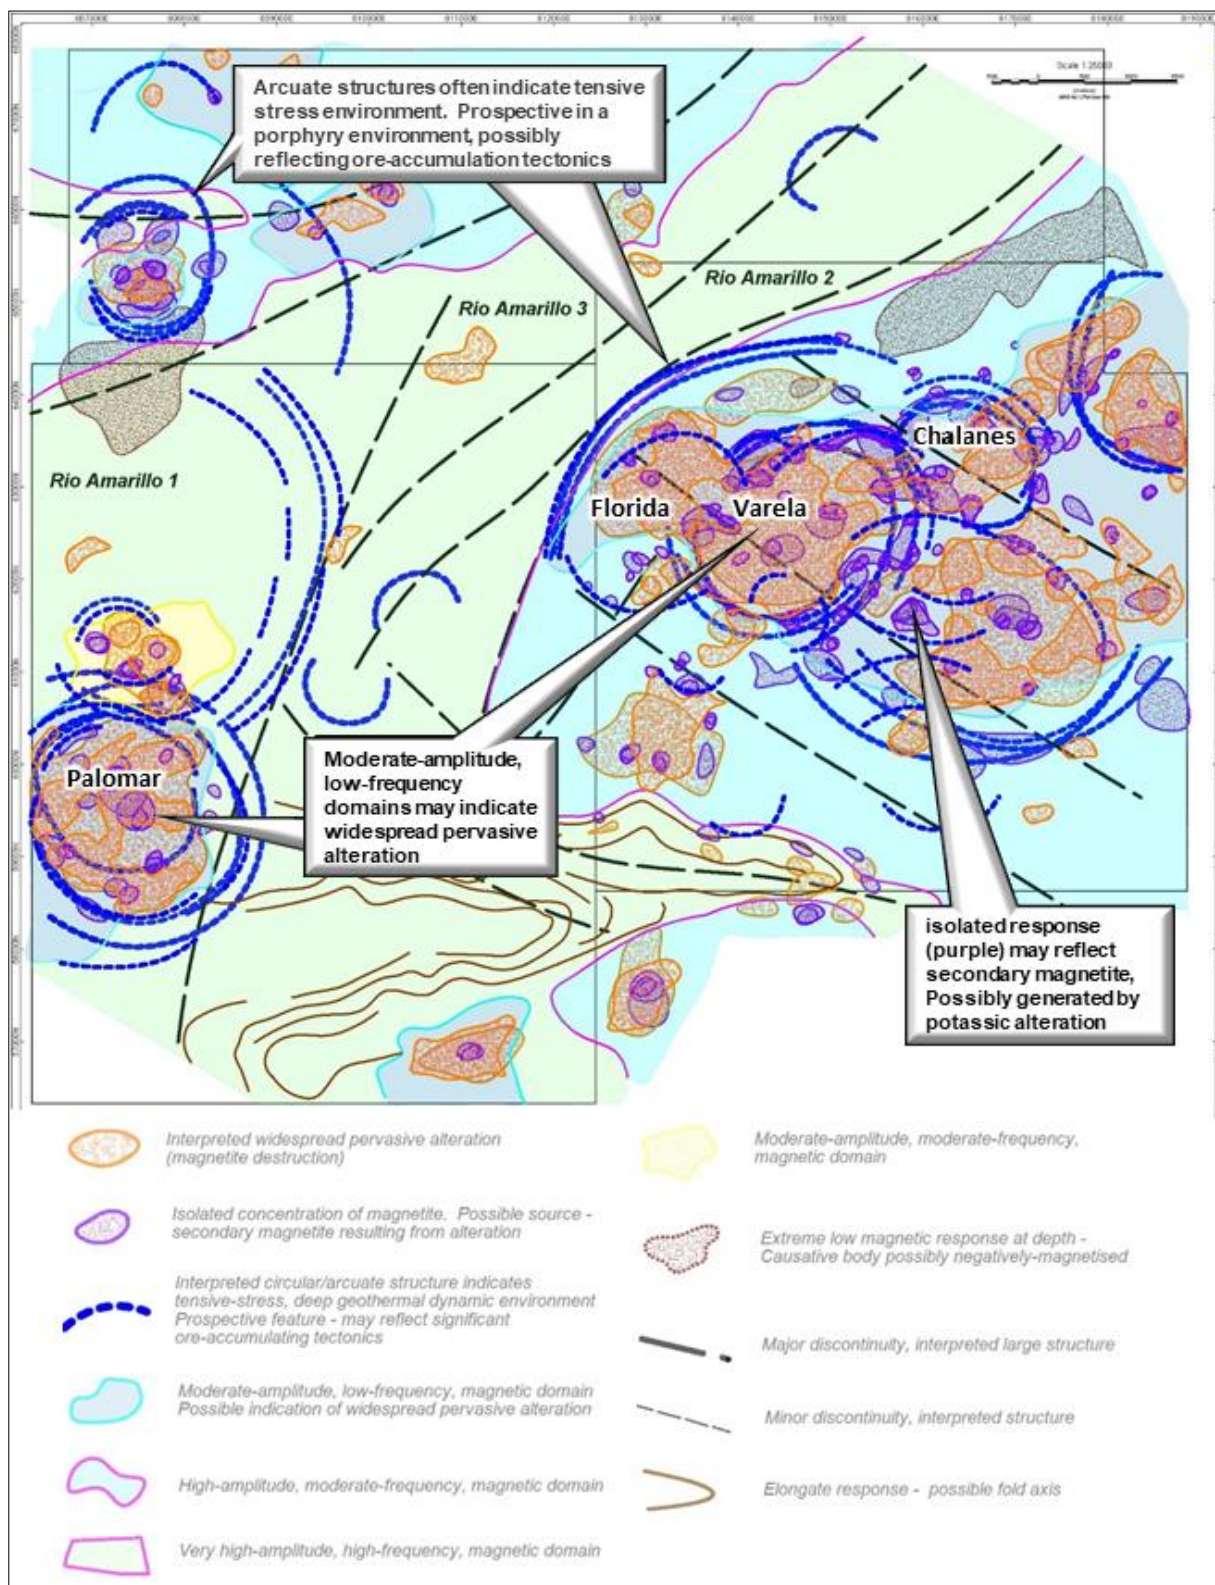 Scale 1:25000
Arcuate structures often indicate tensive
stress environment. Prospective in a
porphyry environment, possibly
reflecting ore-accumulation tectonics
Rio Amarillo 2
Rio Amarillo 3
Chalanes
Rio Amarillo 1
Florida
Varela
Palomar
Moderate-amplitude,
low-frequency
domains may indicate
widespread pervasive
alteration
isolated response
(purple) may reflect
secondary magnetite,
Possibly generated by
potassic alteration
Interpreted widespread pervasive alteration
(magnetite destruction)
Isolated concentration of magnetite. Possible source -
secondary magnetite resulting from alteration
Interpreted circular/arcuate structure indicates
tensive-stress, deep geothermal dynamic environment
Prospective feature - may reflect significant
ore-accumulating tectonics
Moderate-amplitude, low-frequency, magnetic domain
Possible indication of widespread pervasive alteration
High-amplitude, moderate-frequency, magnetic domain
Very high-amplitude, high-frequency, magnetic domain
Moderate-amplitude, moderate-frequency,
magnetic domain
Extreme low magnetic response at depth -
Causative body possibly negatively-magnetised
Major discontinuity, interpreted large structure
Minor discontinuity, interpreted structure
Elongate response - possible fold axis